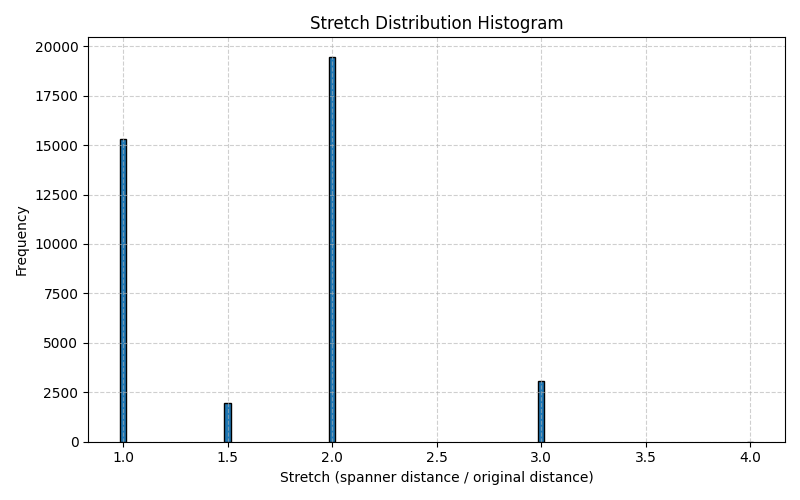 Stretch Distribution Histogram
20000
17500
15000
12500
10000
7500
5000
2500
0
Frequency
1.0 1.5 2.0 2.5 3.0 3.5 4.0
Stretch (spanner distance / original distance)